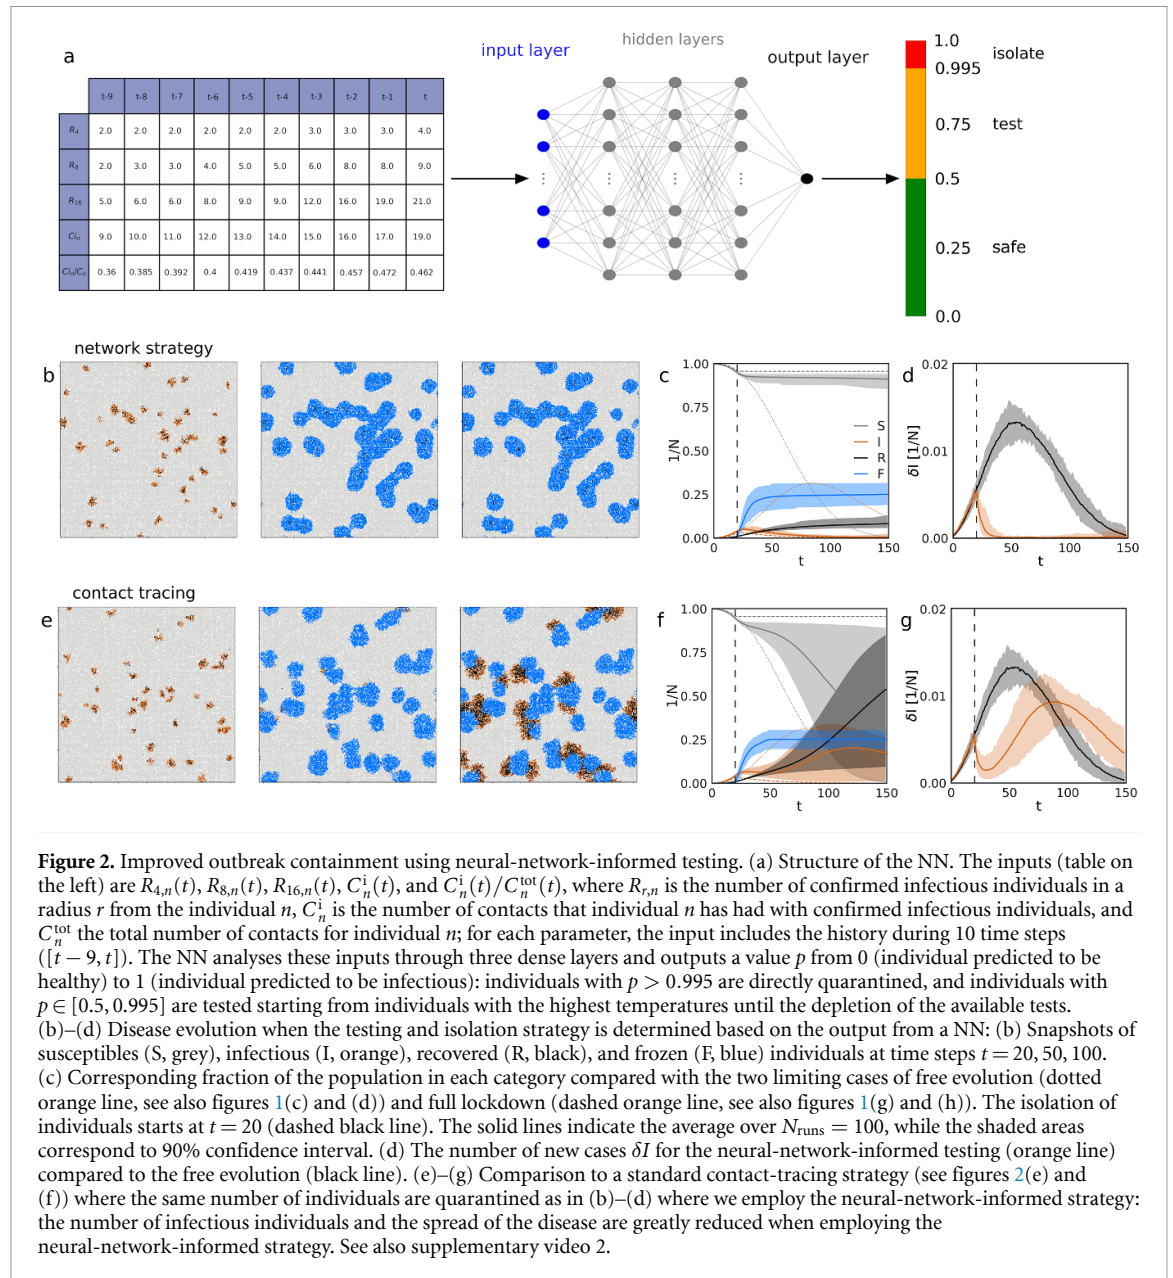 a
input layer
hidden layers
output layer
1.0
isolate
0.995
0.75
test
0.5
0.25
safe
0.0
t-9 t-8 t-7 t-6 t-5 t-4 t-3 t-2 t-1 t
R₄ 2.0 2.0 2.0 2.0 2.0 2.0 3.0 3.0 3.0 4.0
R₈ 2.0 3.0 3.0 4.0 5.0 5.0 6.0 8.0 8.0 9.0
R₁₆ 5.0 6.0 6.0 8.0 9.0 9.0 12.0 16.0 19.0 21.0
Ciₙ 9.0 10.0 11.0 12.0 13.0 14.0 15.0 16.0 17.0 19.0
Ciₙ/Cₙ 0.36 0.385 0.392 0.4 0.419 0.437 0.441 0.457 0.472 0.462
network strategy
b
c
1.00
0.75
0.50
0.25
0.00
1/N
S
I
R
F
0 50 100 150
t
d
0.02
0.01
0.00
δI [1/N]
0 50 100 150
t
contact tracing
e
f
1.00
0.75
0.50
0.25
0.00
1/N
0 50 100 150
t
g
0.02
0.01
0.00
δI [1/N]
0 50 100 150
t
Figure 2. Improved outbreak containment using neural-network-informed testing. (a) Structure of the NN. The inputs (table on
the left) are R₄,ₙ(t), R₈,ₙ(t), R₁₆,ₙ(t), Cₙⁱ(t), and Cₙⁱ(t)/Cₙᵗᵒᵗ(t), where Rᵣ,ₙ is the number of confirmed infectious individuals in a
radius r from the individual n, Cₙⁱ is the number of contacts that individual n has had with confirmed infectious individuals, and
Cₙᵗᵒᵗ the total number of contacts for individual n; for each parameter, the input includes the history during 10 time steps
([t − 9, t]). The NN analyses these inputs through three dense layers and outputs a value p from 0 (individual predicted to be
healthy) to 1 (individual predicted to be infectious): individuals with p > 0.995 are directly quarantined, and individuals with
p ∈ [0.5, 0.995] are tested starting from individuals with the highest temperatures until the depletion of the available tests.
(b)–(d) Disease evolution when the testing and isolation strategy is determined based on the output from a NN: (b) Snapshots of
susceptibles (S, grey), infectious (I, orange), recovered (R, black), and frozen (F, blue) individuals at time steps t = 20, 50, 100.
(c) Corresponding fraction of the population in each category compared with the two limiting cases of free evolution (dotted
orange line, see also figures 1(c) and (d)) and full lockdown (dashed orange line, see also figures 1(g) and (h)). The isolation of
individuals starts at t = 20 (dashed black line). The solid lines indicate the average over Nᵣᵤₙₛ = 100, while the shaded areas
correspond to 90% confidence interval. (d) The number of new cases δI for the neural-network-informed testing (orange line)
compared to the free evolution (black line). (e)–(g) Comparison to a standard contact-tracing strategy (see figures 2(e) and
(f)) where the same number of individuals are quarantined as in (b)–(d) where we employ the neural-network-informed strategy:
the number of infectious individuals and the spread of the disease are greatly reduced when employing the
neural-network-informed strategy. See also supplementary video 2.